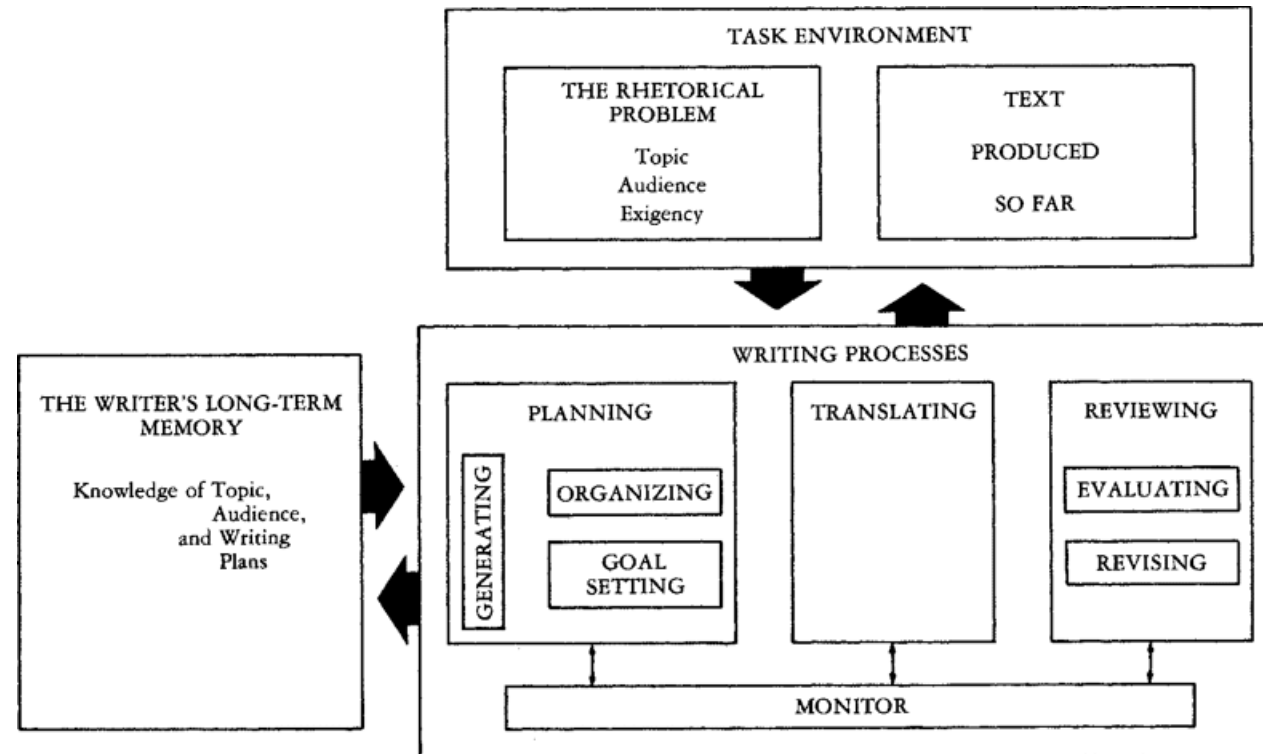 TASK ENVIRONMENT
THE RHETORICAL
PROBLEM
Topic
Audience
Exigency
TEXT
PRODUCED
SO FAR
THE WRITER'S LONG-TERM
MEMORY
Knowledge of Topic,
Audience,
and Writing
Plans
WRITING PROCESSES
PLANNING
GENERATING
ORGANIZING
GOAL
SETTING
TRANSLATING
REVIEWING
EVALUATING
REVISING
MONITOR